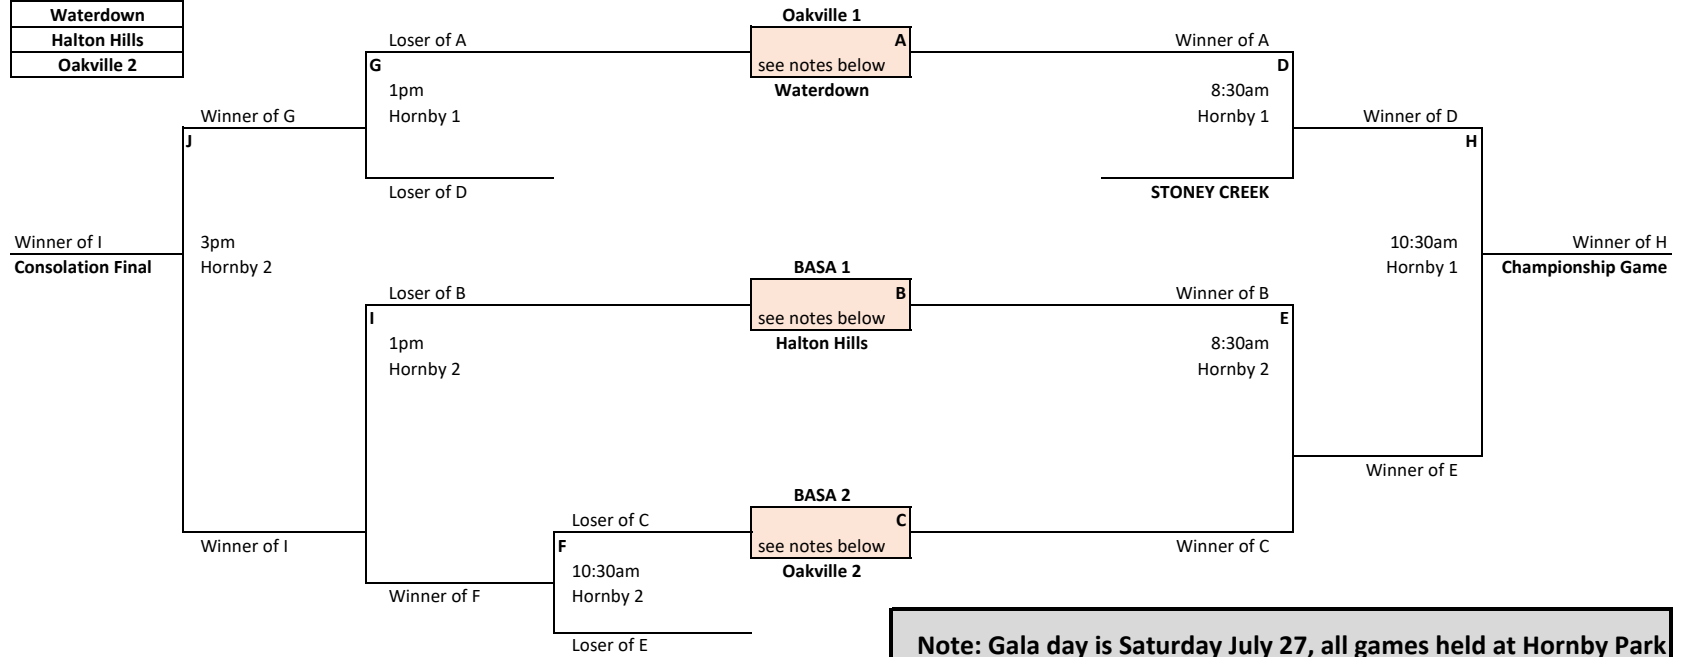 Waterdown
Halton Hills
Oakville 2
Oakville 1
Loser of A
A
Winner of A
G
see notes below
D
1pm
Waterdown
8:30am
Winner of G
Hornby 1
Hornby 1
Winner of D
J
H
Loser of D
STONEY CREEK
Winner of I
3pm
10:30am
Winner of H
Consolation Final
Hornby 2
BASA 1
Hornby 1
Championship Game
Loser of B
B
Winner of B
I
see notes below
E
1pm
Halton Hills
8:30am
Hornby 2
Hornby 2
Winner of E
BASA 2
Loser of C
C
Winner of I
F
see notes below
Winner of C
10:30am
Oakville 2
Winner of F
Hornby 2
Loser of E
Note: Gala day is Saturday July 27, all games held at Hornby Park